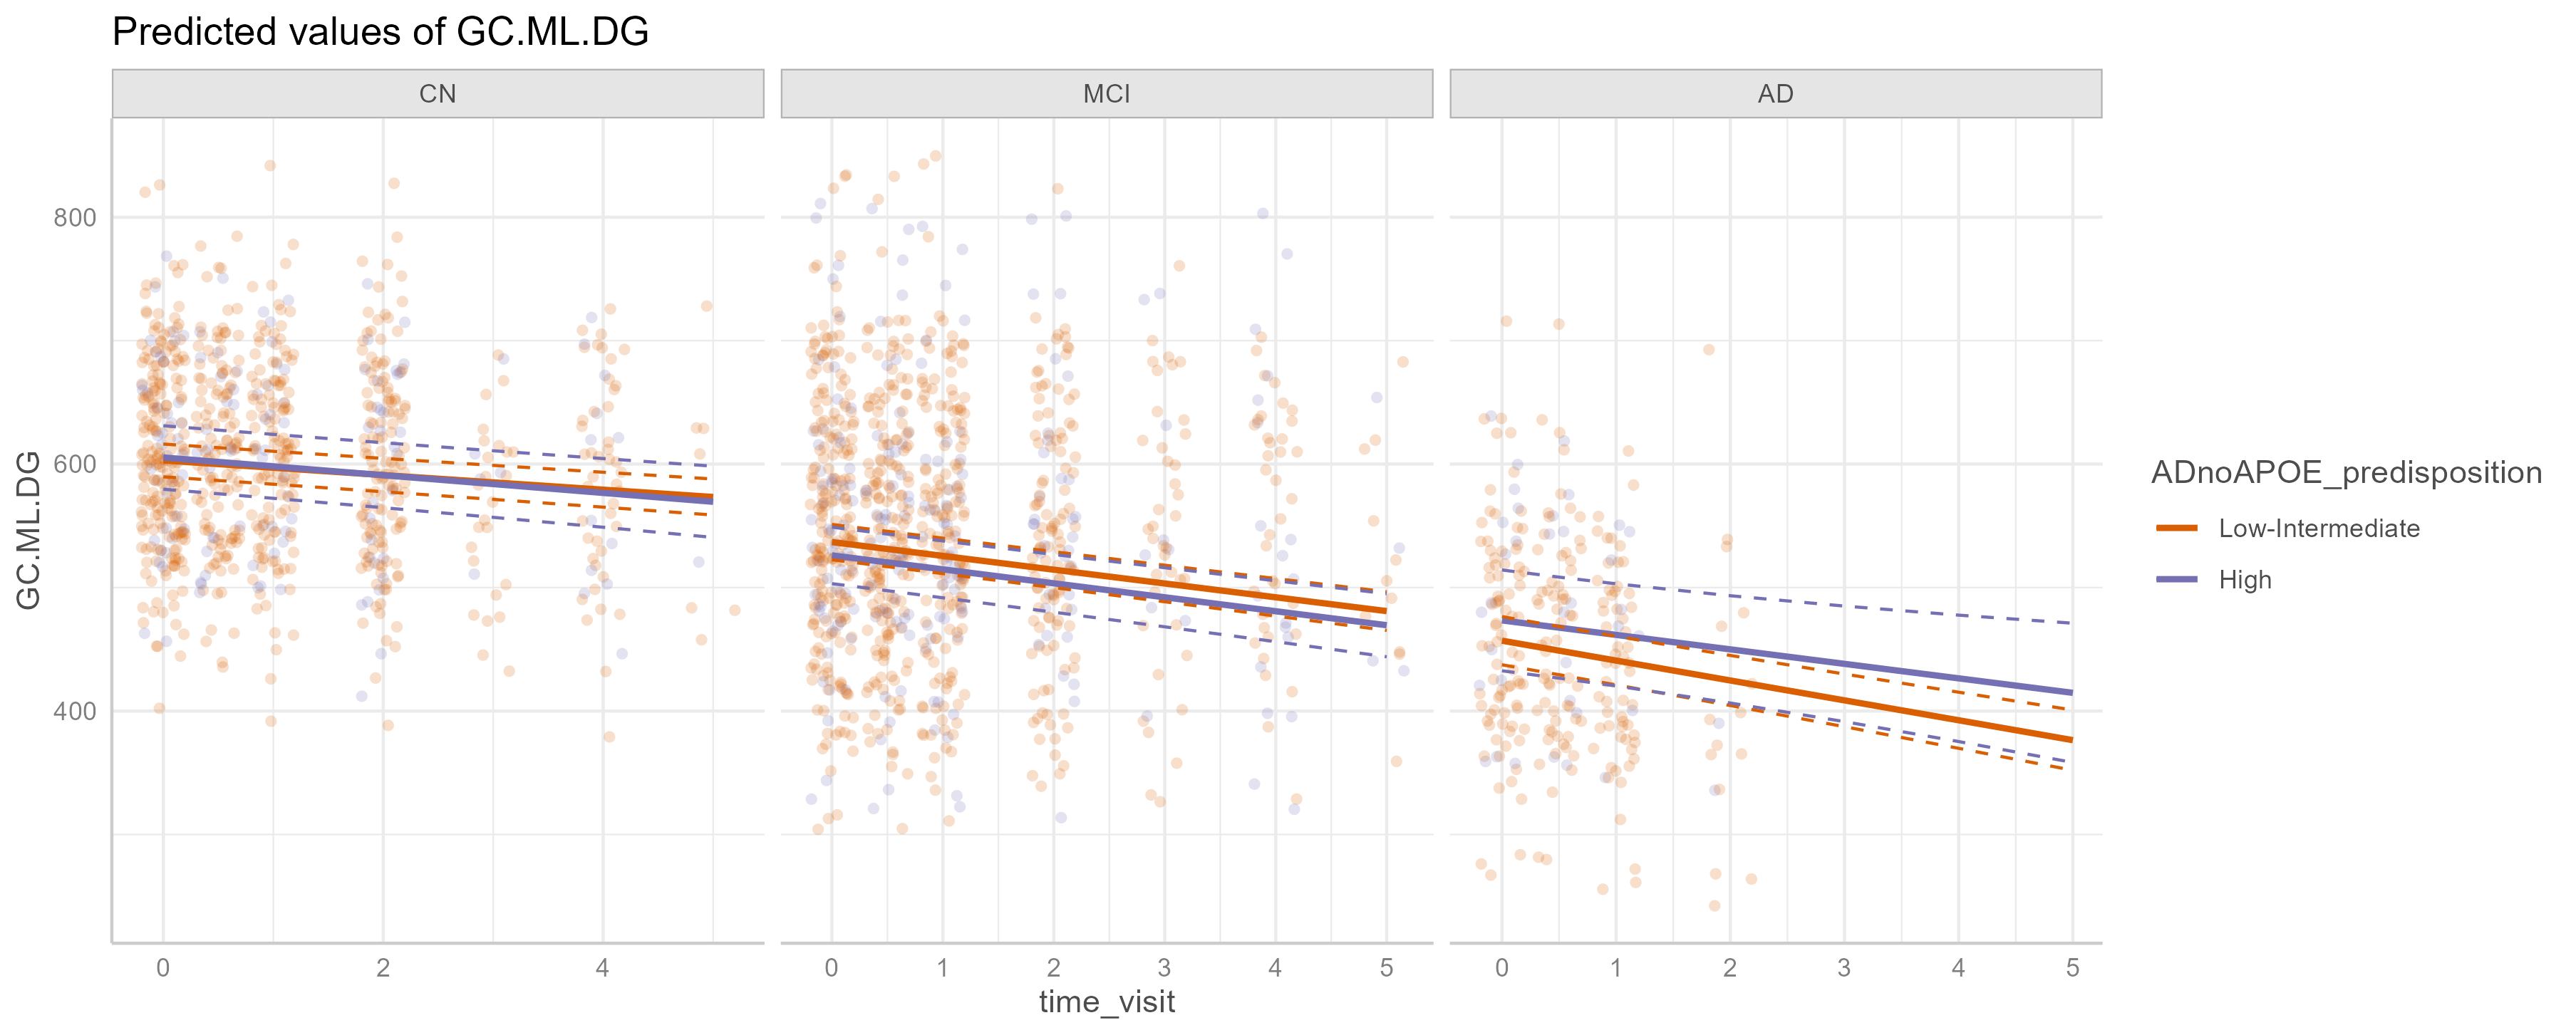 Predicted values of GC.ML.DG
CN
MCI
AD
GC.ML.DG
800
600
400
0 2 4
0 1 2 3 4 5
0 1 2 3 4 5
time_visit
ADnoAPOE_predisposition
Low-Intermediate
High